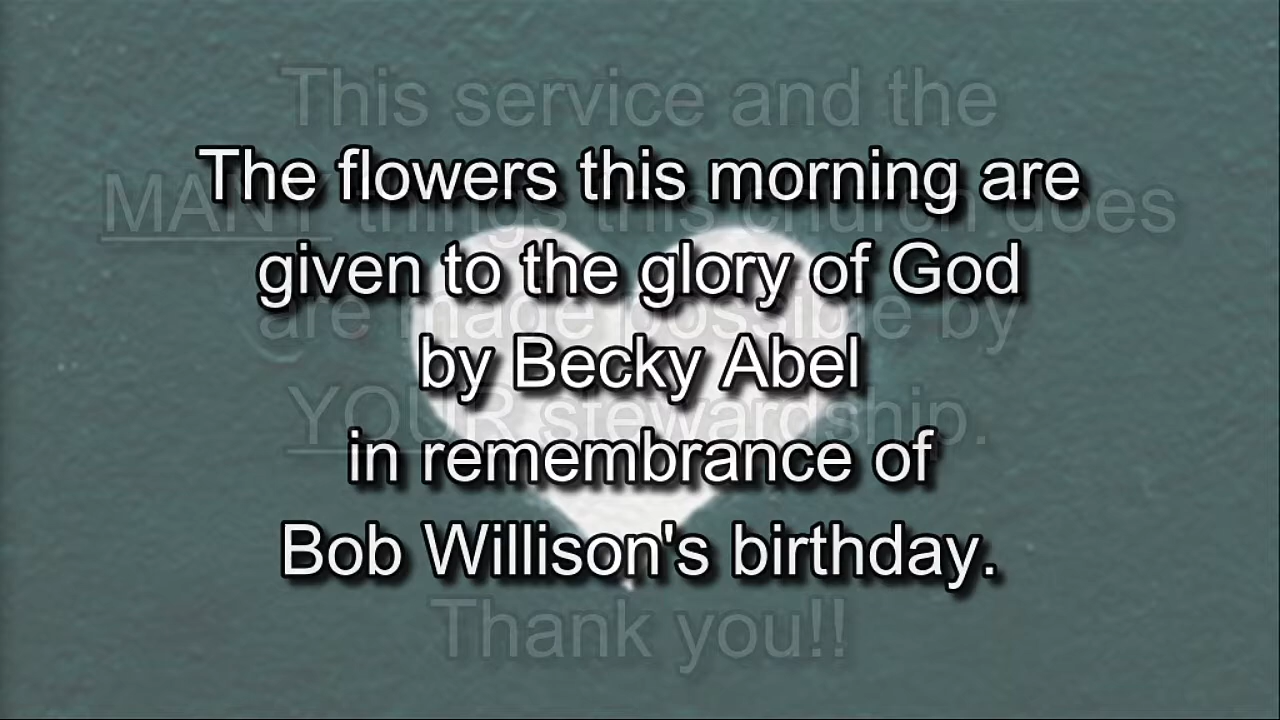 This service and the
The flowers this morning are
MANY things this church does
given to the glory of God
are made possible by
by Becky Abel
YOUR stewardship.
in remembrance of
Bob Willison's birthday.
Thank you!!